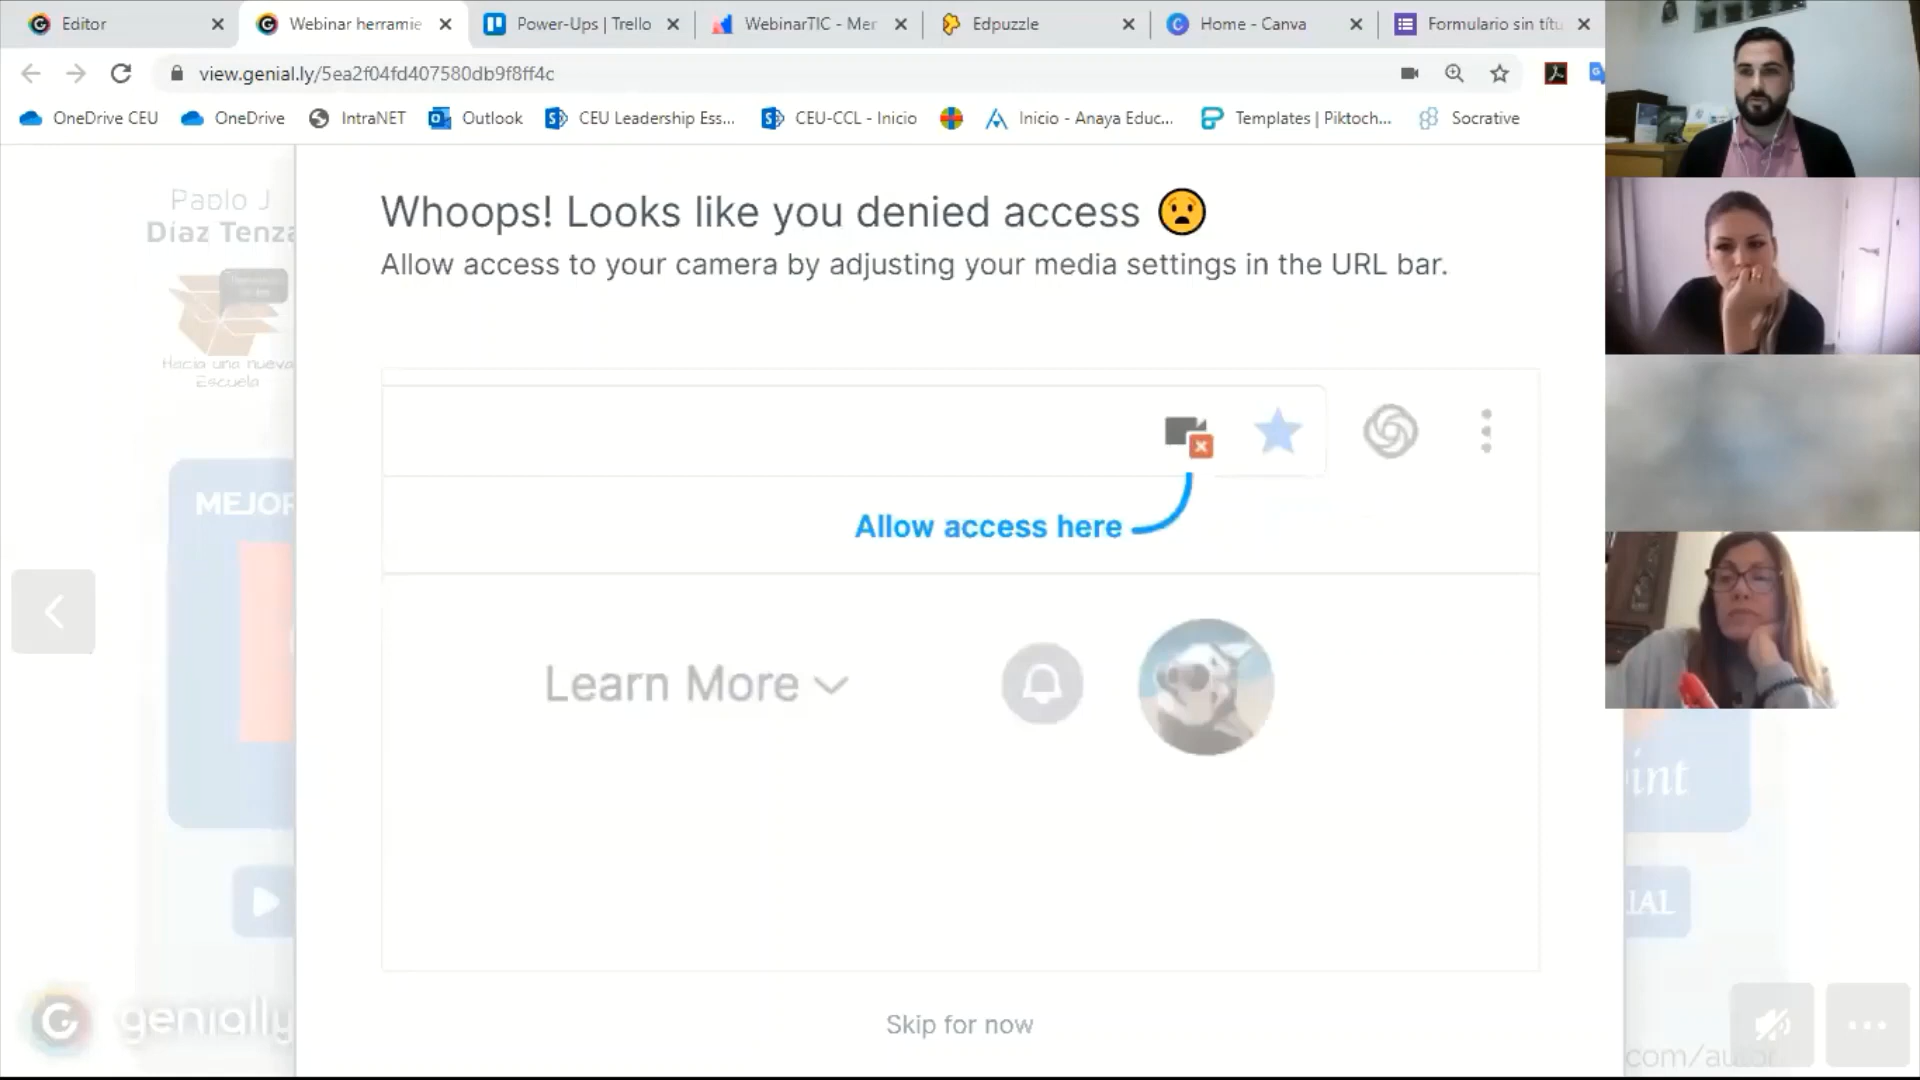 Editor
Webinar herramie
Power-Ups | Trello
WebinarTIC - Mer
Edpuzzle
Home - Canva
Formulario sin títu
view.genial.ly/5ea2f04fd407580db9f8ff4c
OneDrive CEU
OneDrive
IntraNET
Outlook
CEU Leadership Ess...
CEU-CCL - Inicio
Inicio - Anaya Educ...
Templates | Piktoch...
Socrative
Pablo J
Díaz Tenza
Hacia una nueva
Escuela
Whoops! Looks like you denied access
Allow access to your camera by adjusting your media settings in the URL bar.
Allow access here
MEJOR
Learn More
int
IAL
Skip for now
genially
com/autor